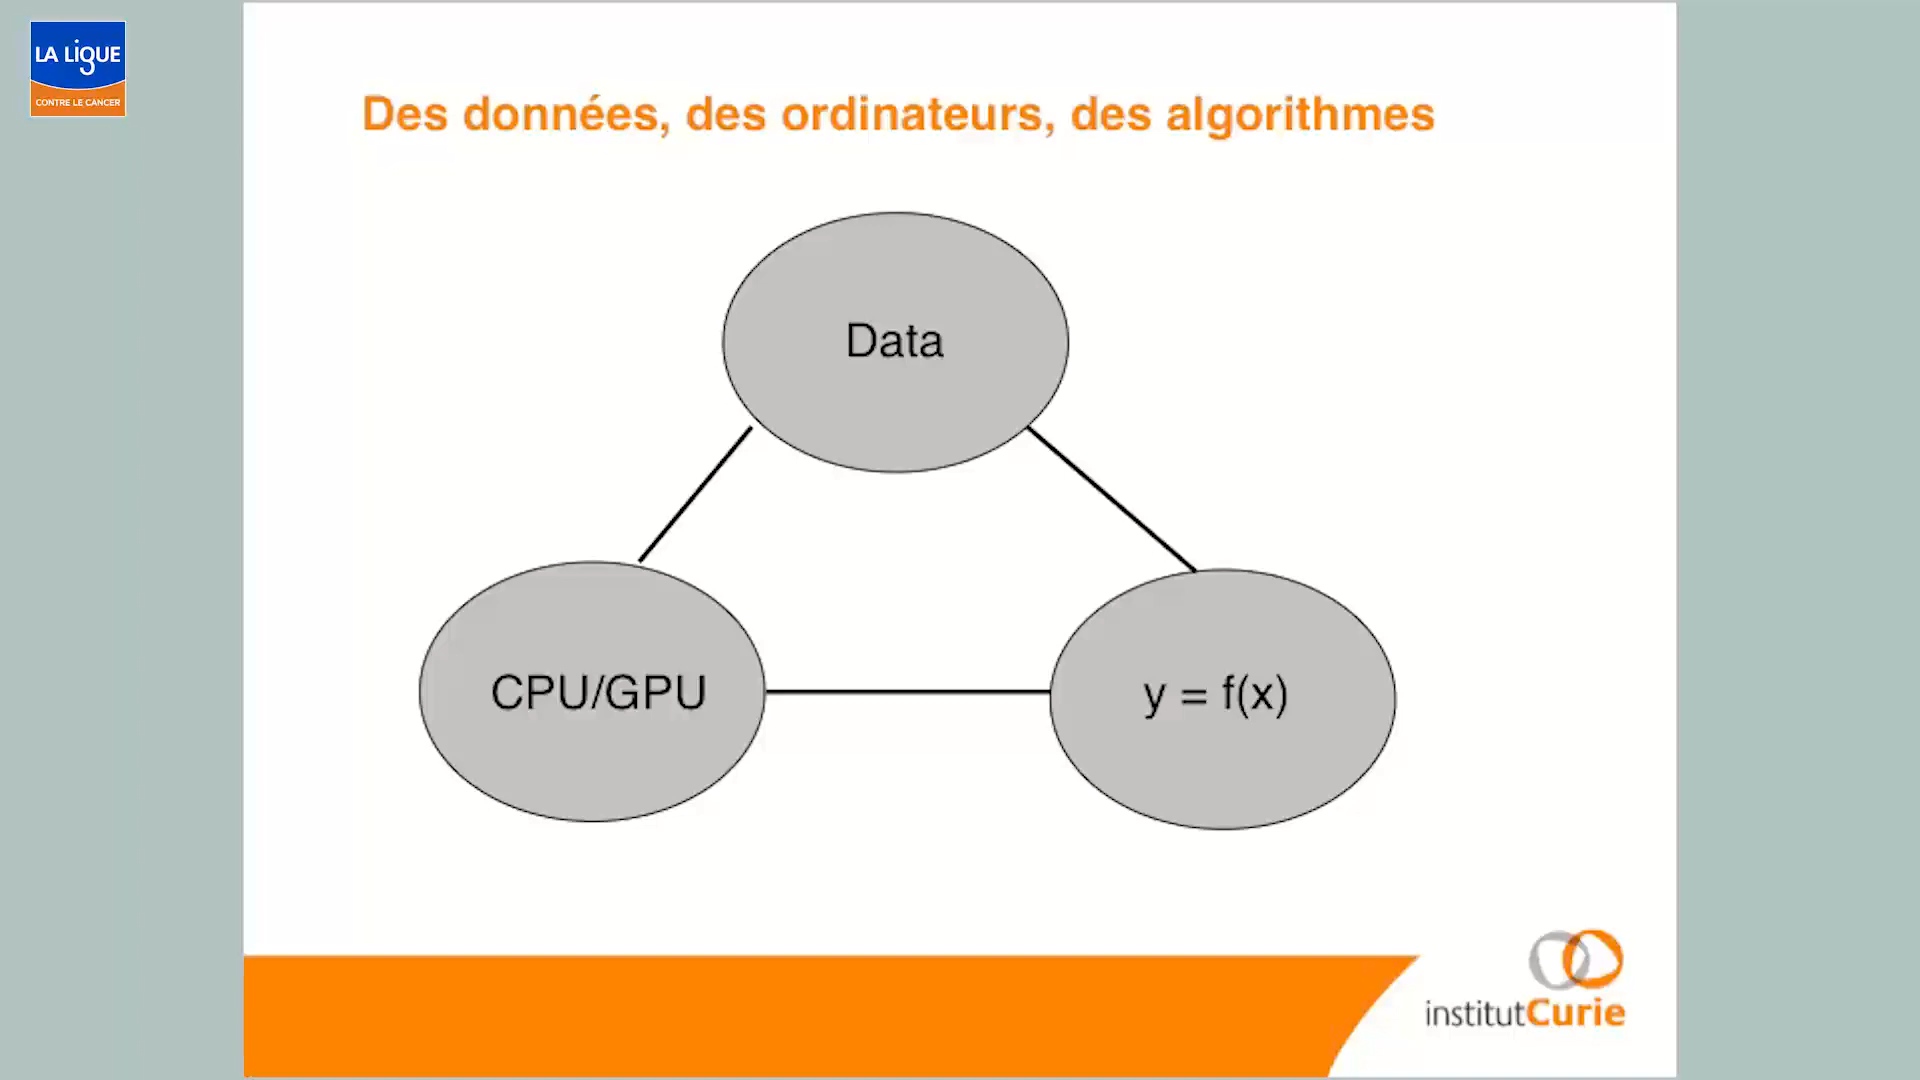 LA LIGUE
CONTRE LE CANCER
Des données, des ordinateurs, des algorithmes
Data
CPU/GPU
y = f(x)
institutCurie